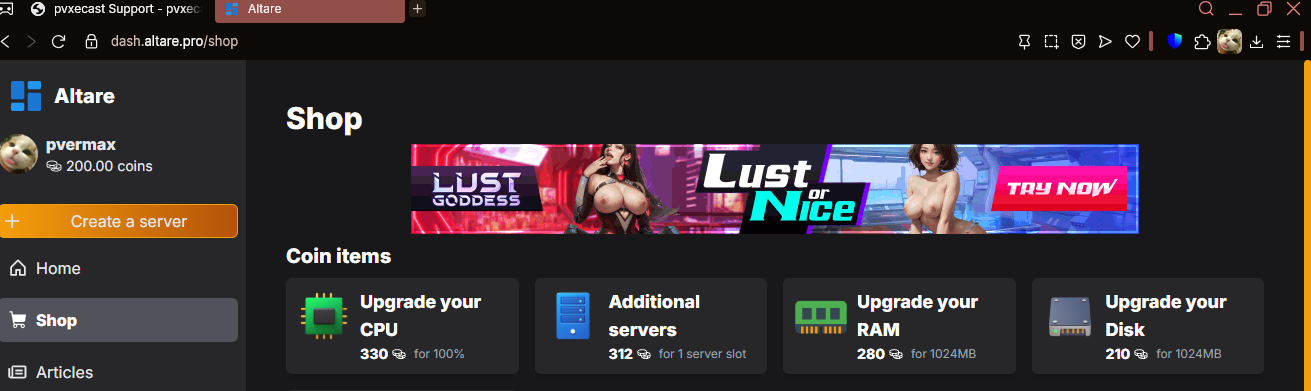 pvxecast Support - pvxec
Altare
dash.altare.pro/shop
Altare
pvermax
200.00 coins
Create a server
Home
Shop
Articles
Shop
LUST
GODDESS
Lust
or
Nice
TRY NOW
Coin items
Upgrade your
CPU
330 for 100%
Additional
servers
312 for 1 server slot
Upgrade your
RAM
280 for 1024MB
Upgrade your
Disk
210 for 1024MB